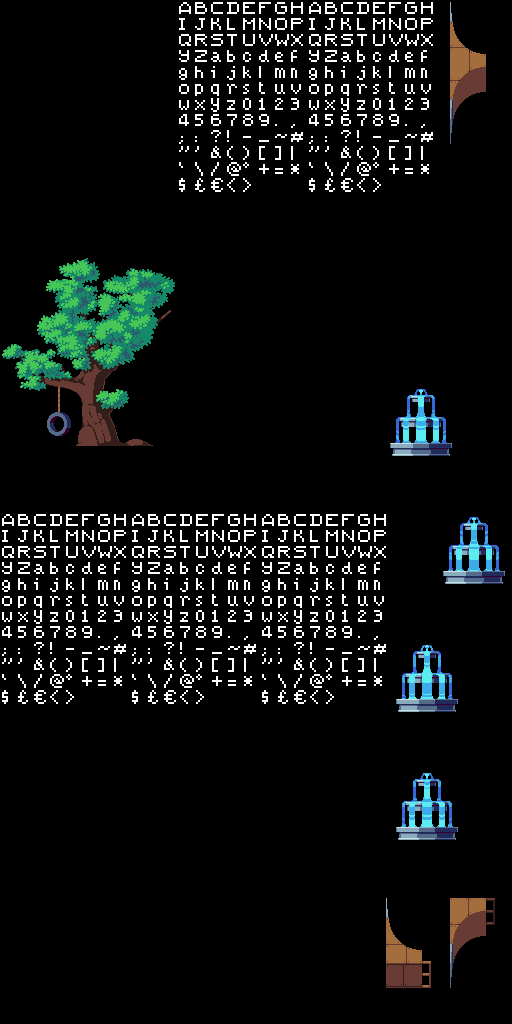 ABCDEFGHABCDEFGH
IJKLMNOPIJKLMNOP
QRSTUVWXQRSTUVWX
YZabcdefYZabcdef
ghijklmnghijklmn
opqrstuvopqrstuv
wxyz0123wxyz0123
456789.,456789.,
;:?!-_~#;:?!-_~#
"'&()[]|"'&()[]|
`\/@°+=*`\/@°+=*
$£€<>$£€<>
ABCDEFGHABCDEFGHABCDEFGH
IJKLMNOPIJKLMNOPIJKLMNOP
QRSTUVWXQRSTUVWXQRSTUVWX
YZabcdefYZabcdefYZabcdef
ghijklmnghijklmnghijklmn
opqrstuvopqrstuvopqrstuv
wxyz0123wxyz0123wxyz0123
456789.,456789.,456789.,
;:?!-_~#;:?!-_~#;:?!-_~#
"'&()[]|"'&()[]|"'&()[]|
`\/@°+=*`\/@°+=*`\/@°+=*
$£€<>$£€<>$£€<>